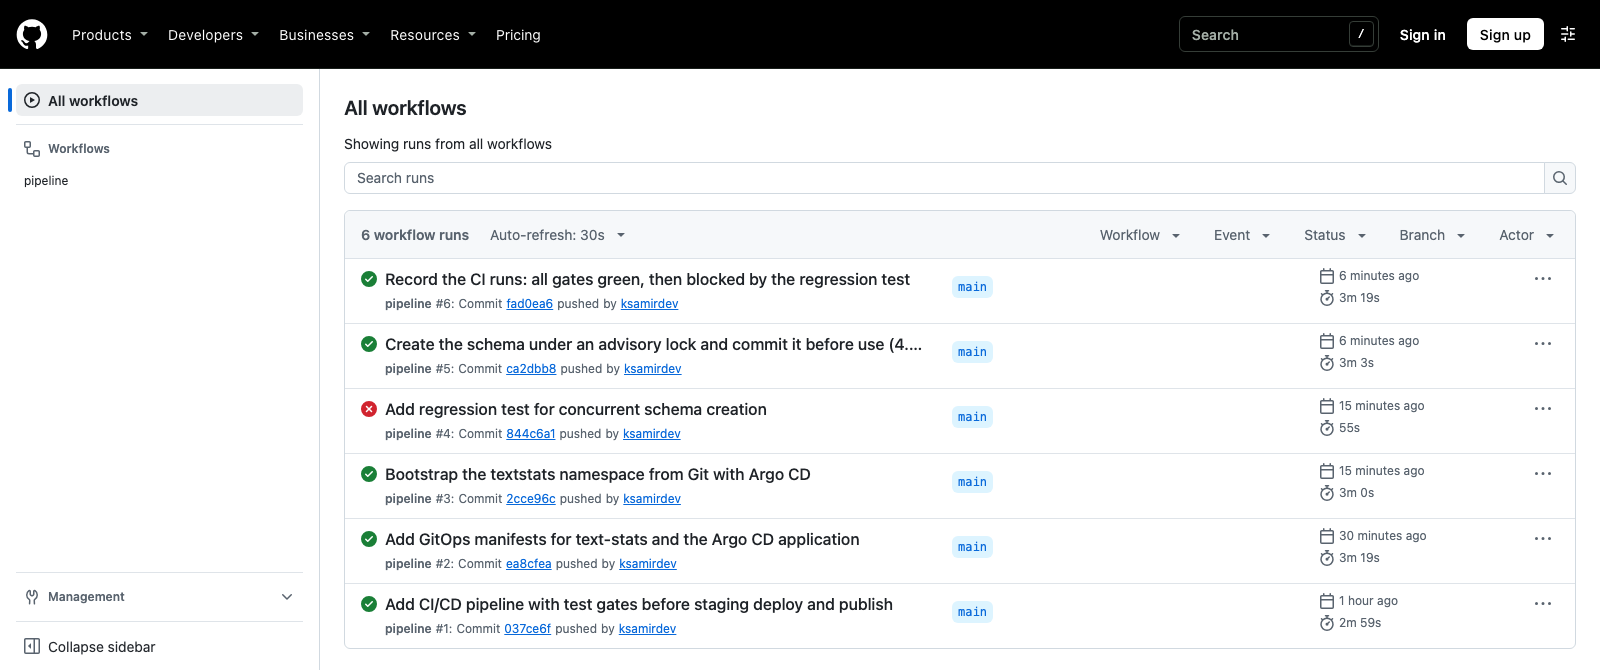 Products Developers Businesses Resources Pricing Search / Sign in Sign up
All workflows
Workflows
pipeline
Management
Collapse sidebar
All workflows
Showing runs from all workflows
Search runs
6 workflow runs Auto-refresh: 30s Workflow Event Status Branch Actor
Record the CI runs: all gates green, then blocked by the regression test main 6 minutes ago
pipeline #6: Commit fad0ea6 pushed by ksamirdev 3m 19s
Create the schema under an advisory lock and commit it before use (4.... main 6 minutes ago
pipeline #5: Commit ca2dbb8 pushed by ksamirdev 3m 3s
Add regression test for concurrent schema creation main 15 minutes ago
pipeline #4: Commit 844c6a1 pushed by ksamirdev 55s
Bootstrap the textstats namespace from Git with Argo CD main 15 minutes ago
pipeline #3: Commit 2cce96c pushed by ksamirdev 3m 0s
Add GitOps manifests for text-stats and the Argo CD application main 30 minutes ago
pipeline #2: Commit ea8cfea pushed by ksamirdev 3m 19s
Add CI/CD pipeline with test gates before staging deploy and publish main 1 hour ago
pipeline #1: Commit 037ce6f pushed by ksamirdev 2m 59s